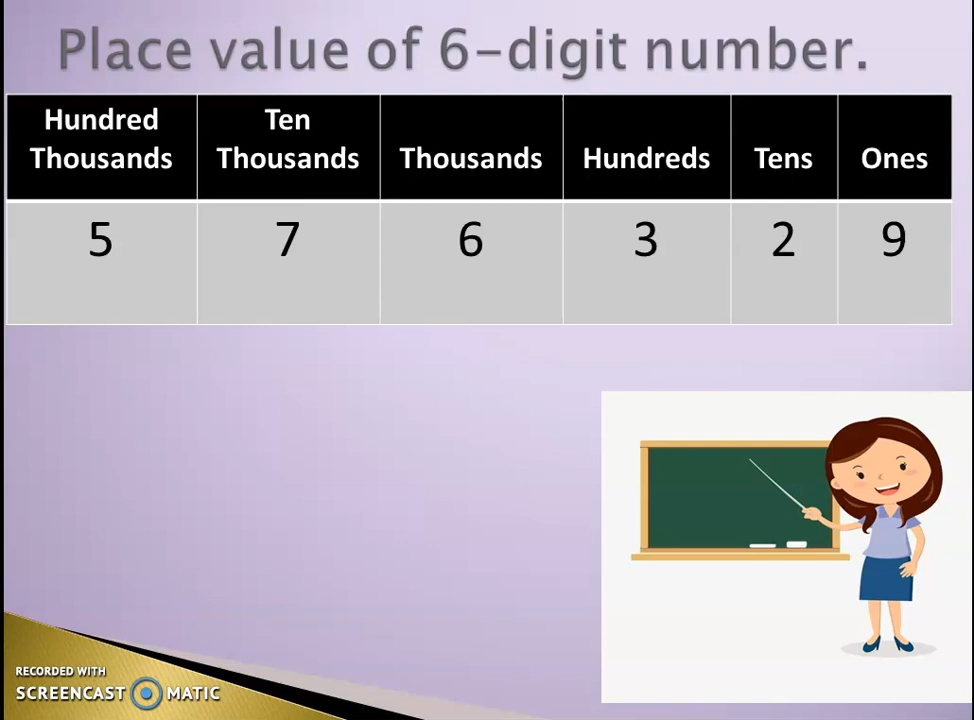 Place value of 6-digit number.
Hundred Thousands
Ten Thousands
Thousands
Hundreds
Tens
Ones
5 7 6 3 2 9
RECORDED WITH
SCREENCAST MATIC